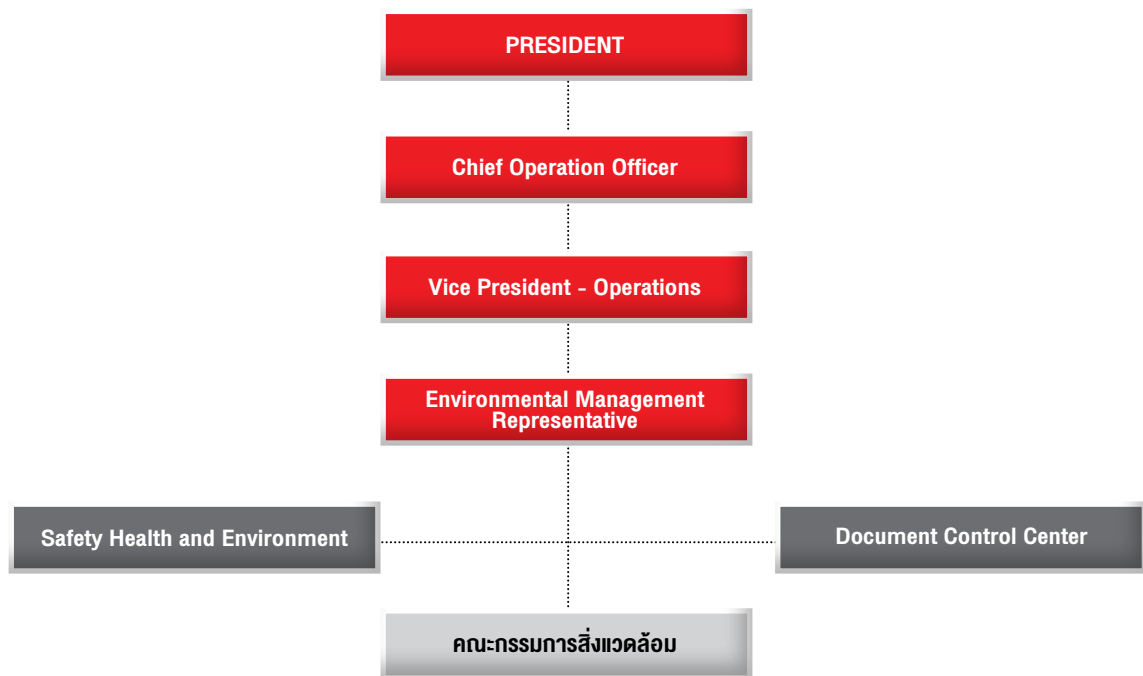 PRESIDENT
Chief Operation Officer
Vice President - Operations
Environmental Management
Representative
Safety Health and Environment
Document Control Center
คณะกรรมการสิ่งแวดล้อม